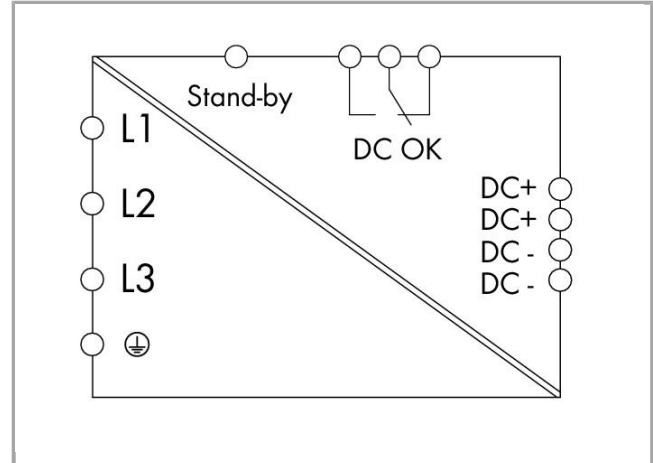 Stand-by
DC OK
L1
L2
L3
DC+
DC+
DC -
DC -